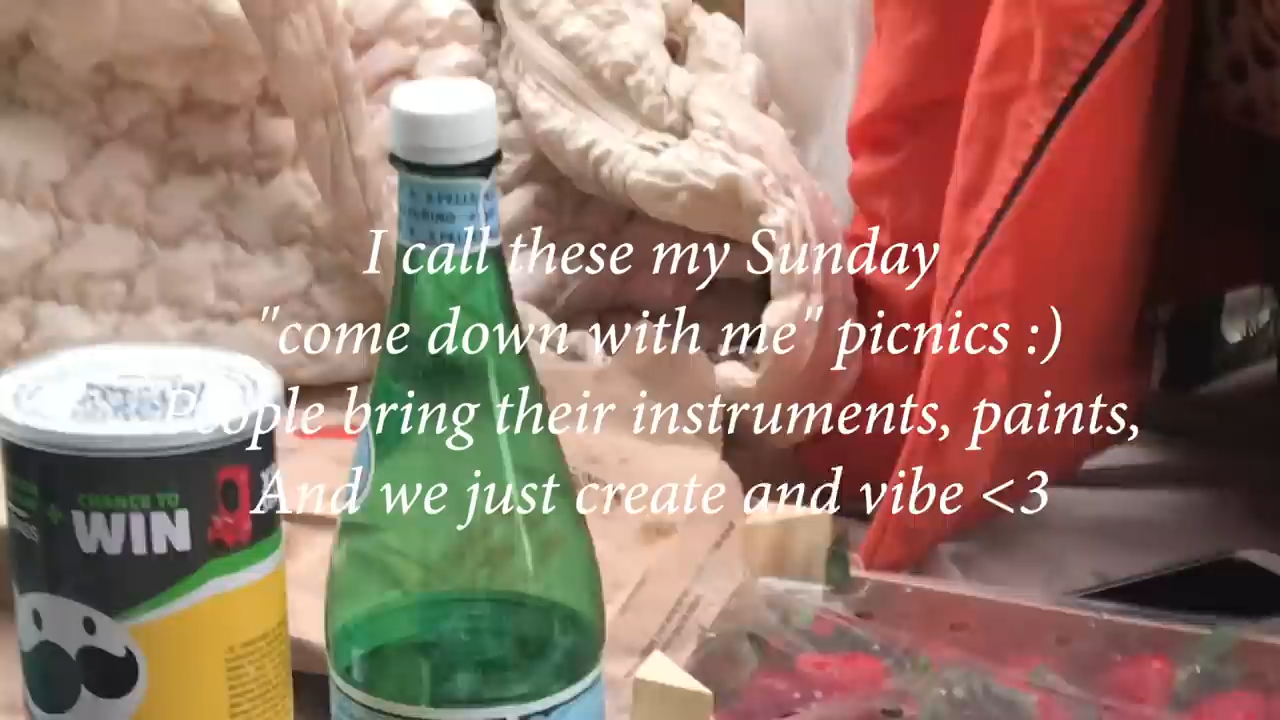 I call these my Sunday
"come down with me" picnics :)
People bring their instruments, paints,
And we just create and vibe <3
CHANCE TO
WIN